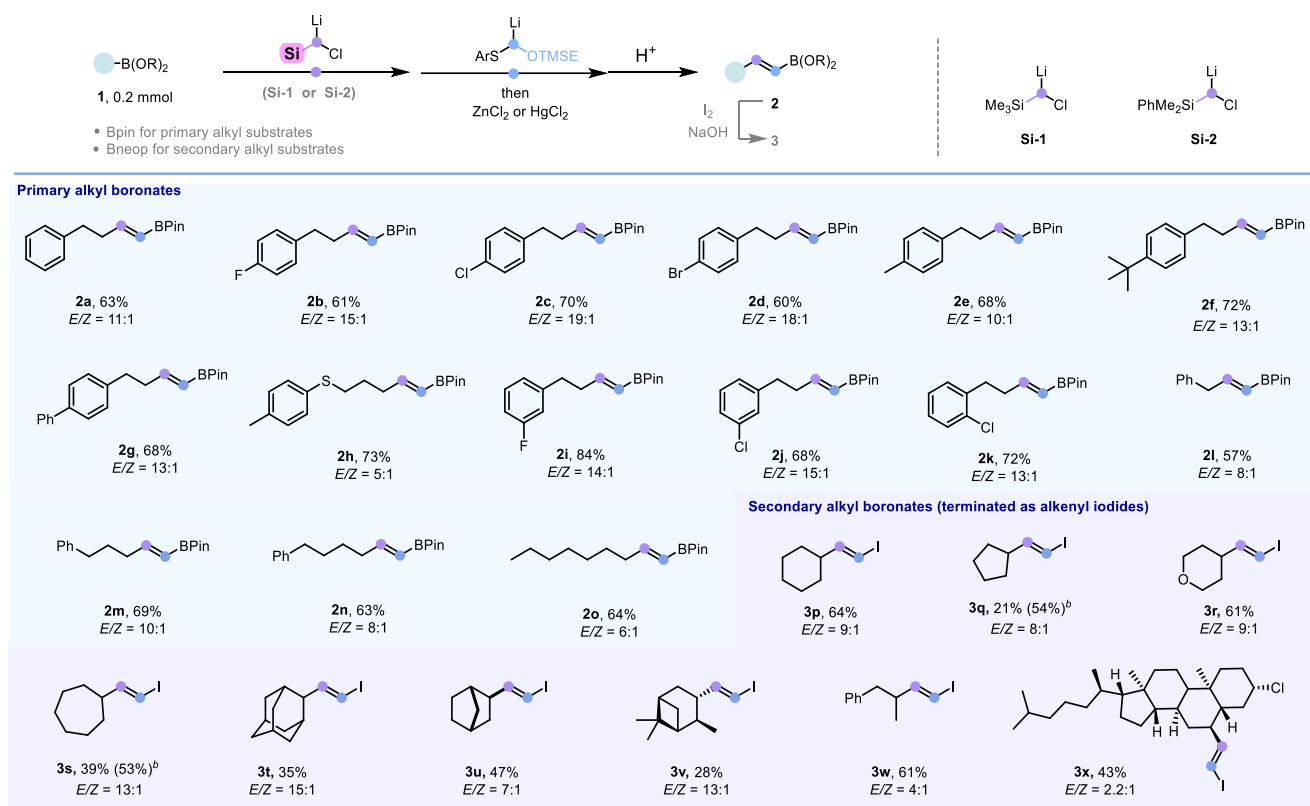 Li
Si
Cl
(Si-1 or Si-2)
Li
ArS
OTMSE
then
ZnCl2 or HgCl2
H+
B(OR)2
1, 0.2 mmol
• Bpin for primary alkyl substrates
• Bneop for secondary alkyl substrates
B(OR)2
2
I2
NaOH
3
Li
Me3Si
Cl
Si-1
Li
PhMe2Si
Cl
Si-2
Primary alkyl boronates
BPin
2a, 63%
E/Z = 11:1
F
BPin
2b, 61%
E/Z = 15:1
Cl
BPin
2c, 70%
E/Z = 19:1
Br
BPin
2d, 60%
E/Z = 18:1
BPin
2e, 68%
E/Z = 10:1
BPin
2f, 72%
E/Z = 13:1
Ph
BPin
2g, 68%
E/Z = 13:1
S
BPin
2h, 73%
E/Z = 5:1
F
BPin
2i, 84%
E/Z = 14:1
Cl
BPin
2j, 68%
E/Z = 15:1
Cl
BPin
2k, 72%
E/Z = 13:1
Ph
BPin
2l, 57%
E/Z = 8:1
Ph
BPin
2m, 69%
E/Z = 10:1
Ph
BPin
2n, 63%
E/Z = 8:1
BPin
2o, 64%
E/Z = 6:1
Secondary alkyl boronates (terminated as alkenyl iodides)
I
3p, 64%
E/Z = 9:1
I
3q, 21% (54%)b
E/Z = 8:1
O
I
3r, 61%
E/Z = 9:1
I
3s, 39% (53%)b
E/Z = 13:1
I
3t, 35%
E/Z = 15:1
I
3u, 47%
E/Z = 7:1
I
3v, 28%
E/Z = 13:1
Ph
I
3w, 61%
E/Z = 4:1
H
Cl
H
H
H
I
3x, 43%
E/Z = 2.2:1